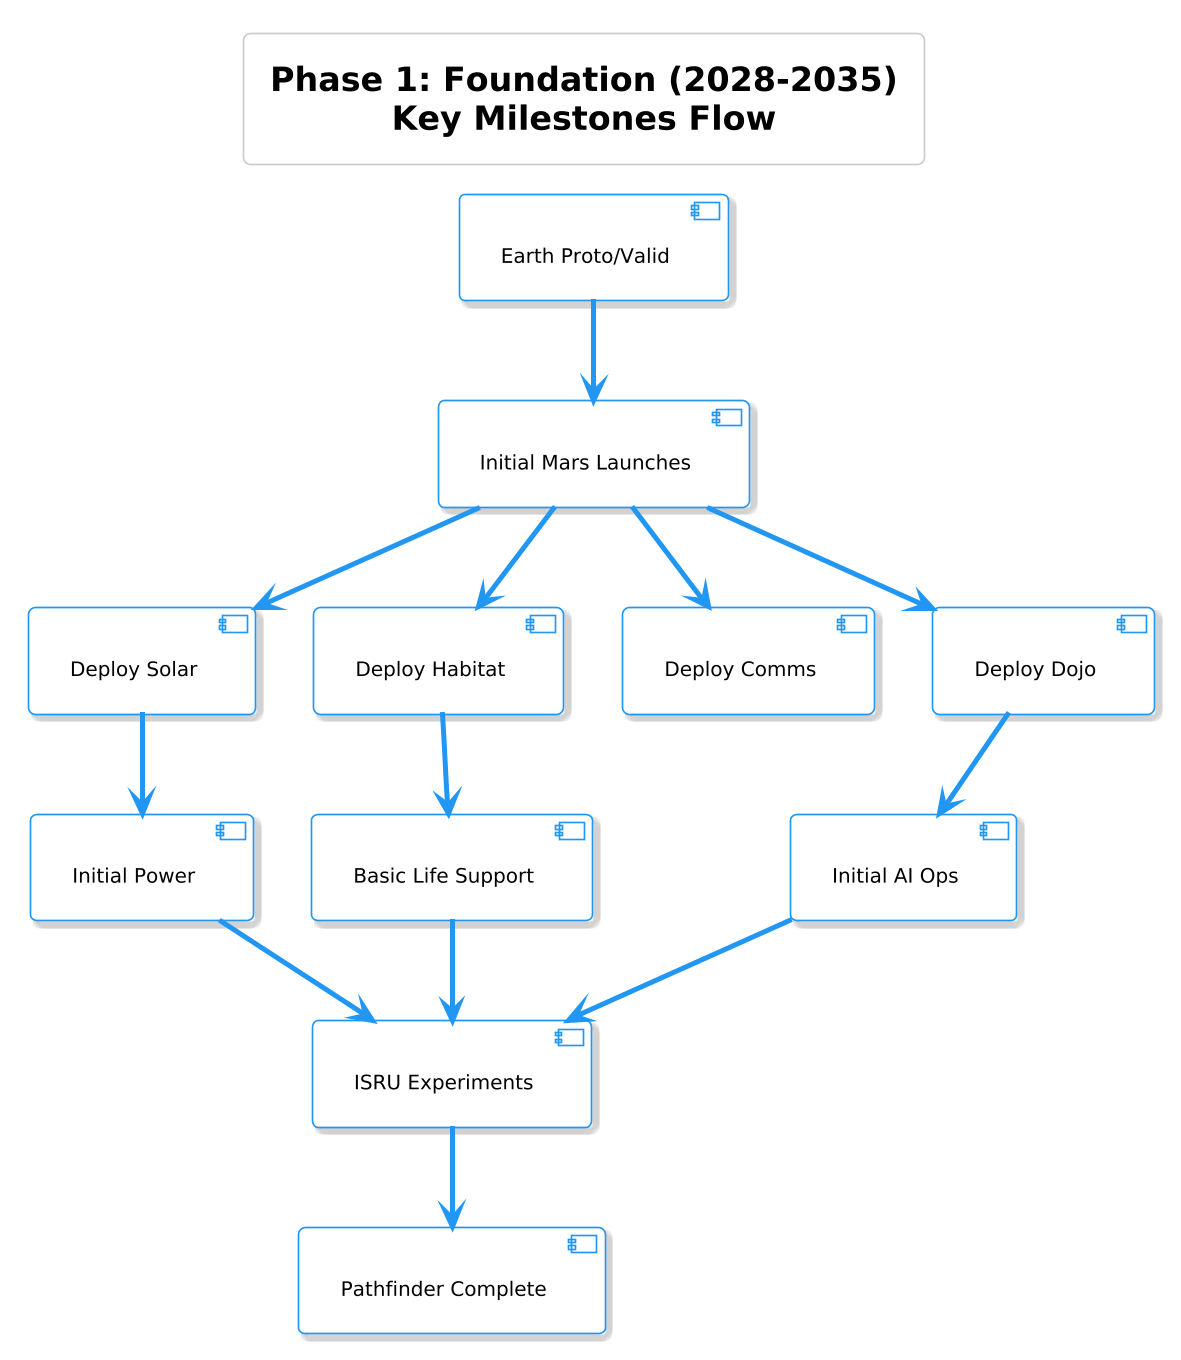 Phase 1: Foundation (2028-2035)
Key Milestones Flow
Earth Proto/Valid
Initial Mars Launches
Deploy Solar
Deploy Habitat
Deploy Comms
Deploy Dojo
Initial Power
Basic Life Support
Initial AI Ops
ISRU Experiments
Pathfinder Complete